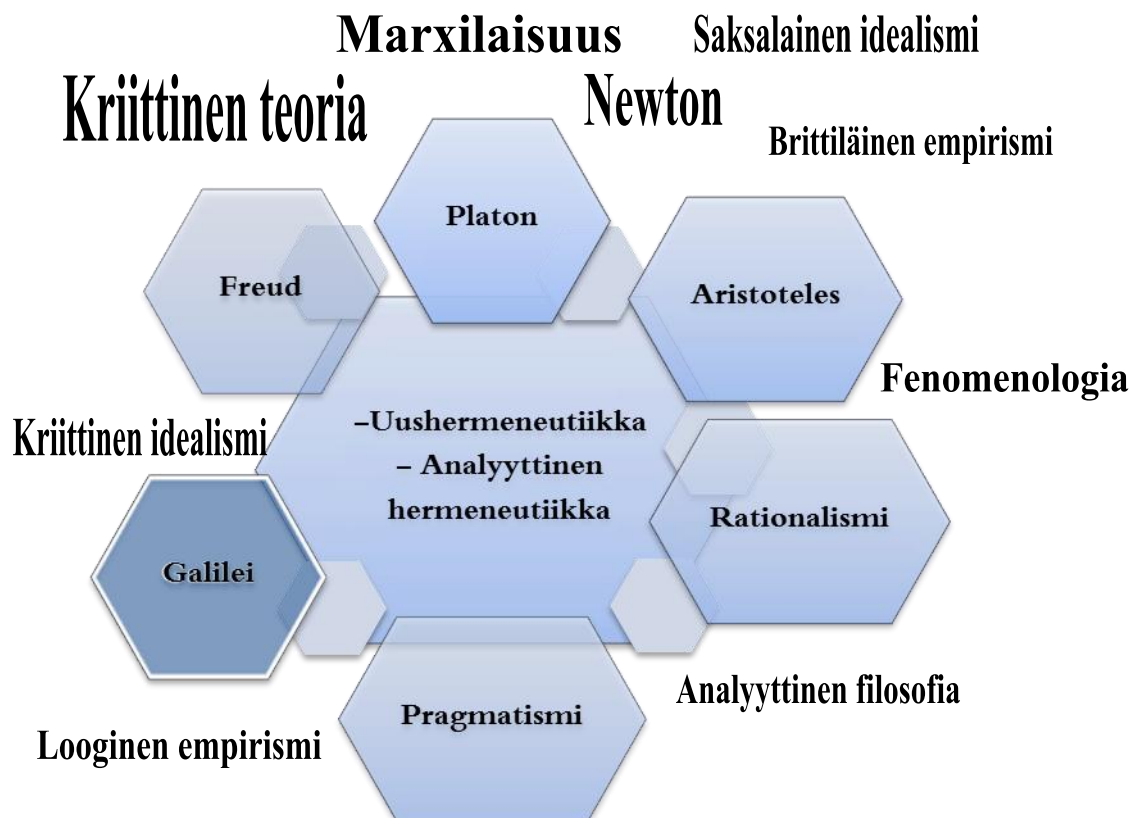 Marxilaisuus
Saksalainen idealismi
Kriittinen teoria
Newton
Brittiläinen empirismi
Platon
Freud
Aristoteles
Fenomenologia
–Uushermeneutiikka
– Analyyttinen
hermeneutiikka
Kriittinen idealismi
Rationalismi
Galilei
Analyyttinen filosofia
Pragmatismi
Looginen empirismi